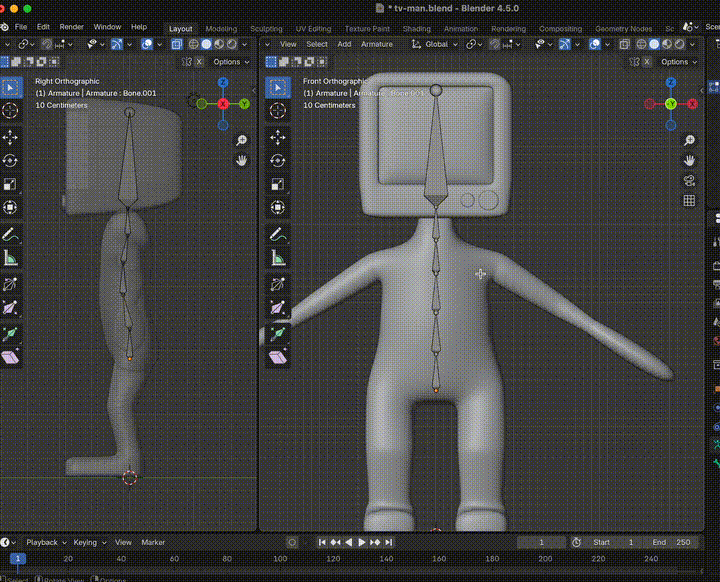 * tv-man.blend - Blender 4.5.0
File Edit Render Window Help Layout Modeling Sculpting UV Editing Texture Paint Shading Animation Rendering Compositing Geometry Nodes
View Select Add Armature Global
Options
X Options
Right Orthographic
(1) Armature | Armature : Bone.001
10 Centimeters
Z
X
Y
Front Orthographic
(1) Armature | Armature : Bone.001
10 Centimeters
Z
-Y
X
Playback Keying View Marker 1 Start 1 End 250
1 20 40 60 80 100 120 140 160 180 200 220 240
Select Rotate View Options